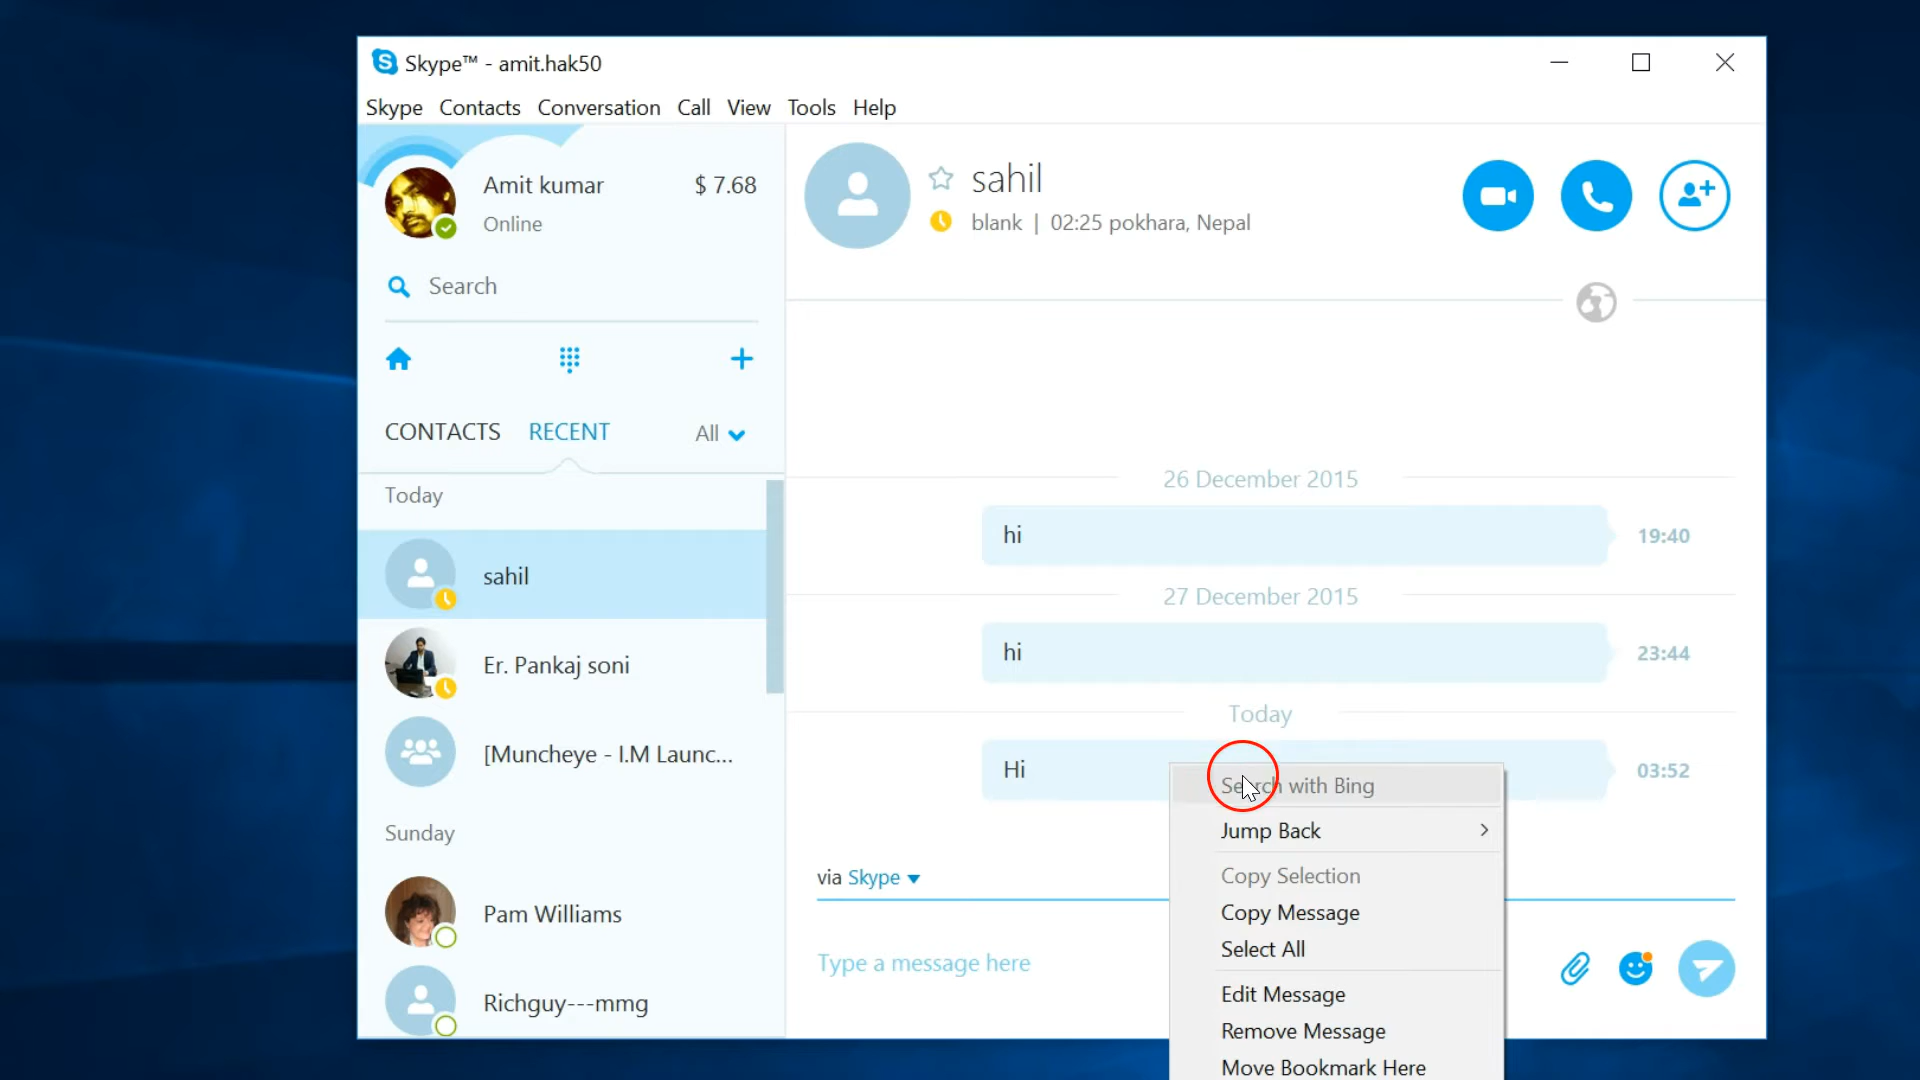 Skype™ - amit.hak50
Skype Contacts Conversation Call View Tools Help
Amit kumar $ 7.68
Online
Search
CONTACTS RECENT All
Today
sahil
Er. Pankaj soni
[Muncheye - I.M Launc...
Sunday
Pam Williams
Richguy---mmg
sahil
blank | 02:25 pokhara, Nepal
26 December 2015
hi 19:40
27 December 2015
hi 23:44
Today
Hi 03:52
via Skype
Type a message here
Search with Bing
Jump Back
Copy Selection
Copy Message
Select All
Edit Message
Remove Message
Move Bookmark Here